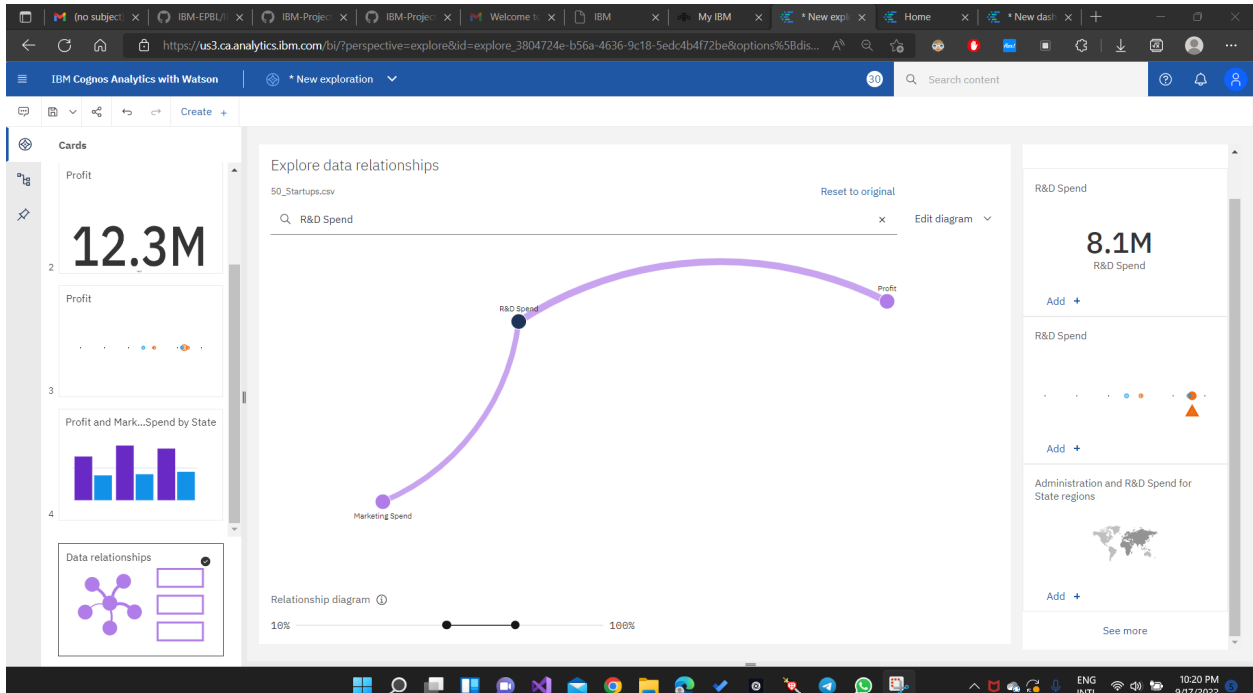 (no subject)
IBM-EPBL/
IBM-Project
IBM-Project
Welcome to
IBM
My IBM
* New expl
Home
* New dash
https://us3.ca.analytics.ibm.com/bi/?perspective=explore&id=explore_3804724e-b56a-4636-9c18-5edc4b4f72be&options%5Bdis...
IBM Cognos Analytics with Watson
* New exploration
30
Search content
Create +
Cards
Profit
12.3M
2
Profit
3
Profit and Mark...Spend by State
4
Data relationships
Explore data relationships
50_Startups.csv
Reset to original
R&D Spend
Edit diagram
R&D Spend
Profit
Marketing Spend
Relationship diagram
10%
100%
R&D Spend
8.1M
R&D Spend
Add +
R&D Spend
Add +
Administration and R&D Spend for
State regions
Add +
See more
ENG
INTL
10:20 PM
9/17/2022